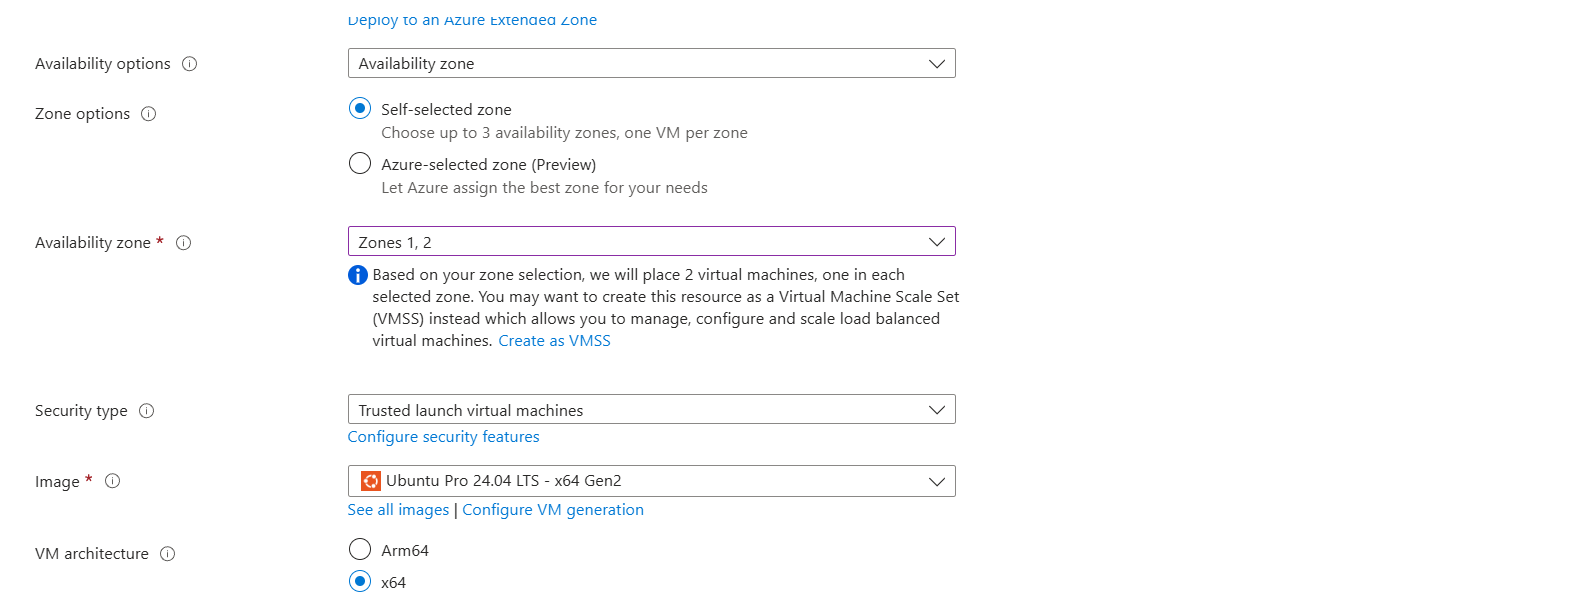 Deploy to an Azure Extended Zone
Availability options
Availability zone
Zone options
Self-selected zone
Choose up to 3 availability zones, one VM per zone
Azure-selected zone (Preview)
Let Azure assign the best zone for your needs
Availability zone *
Zones 1, 2
Based on your zone selection, we will place 2 virtual machines, one in each
selected zone. You may want to create this resource as a Virtual Machine Scale Set
(VMSS) instead which allows you to manage, configure and scale load balanced
virtual machines. Create as VMSS
Security type
Trusted launch virtual machines
Configure security features
Image *
Ubuntu Pro 24.04 LTS - x64 Gen2
See all images | Configure VM generation
VM architecture
Arm64
x64